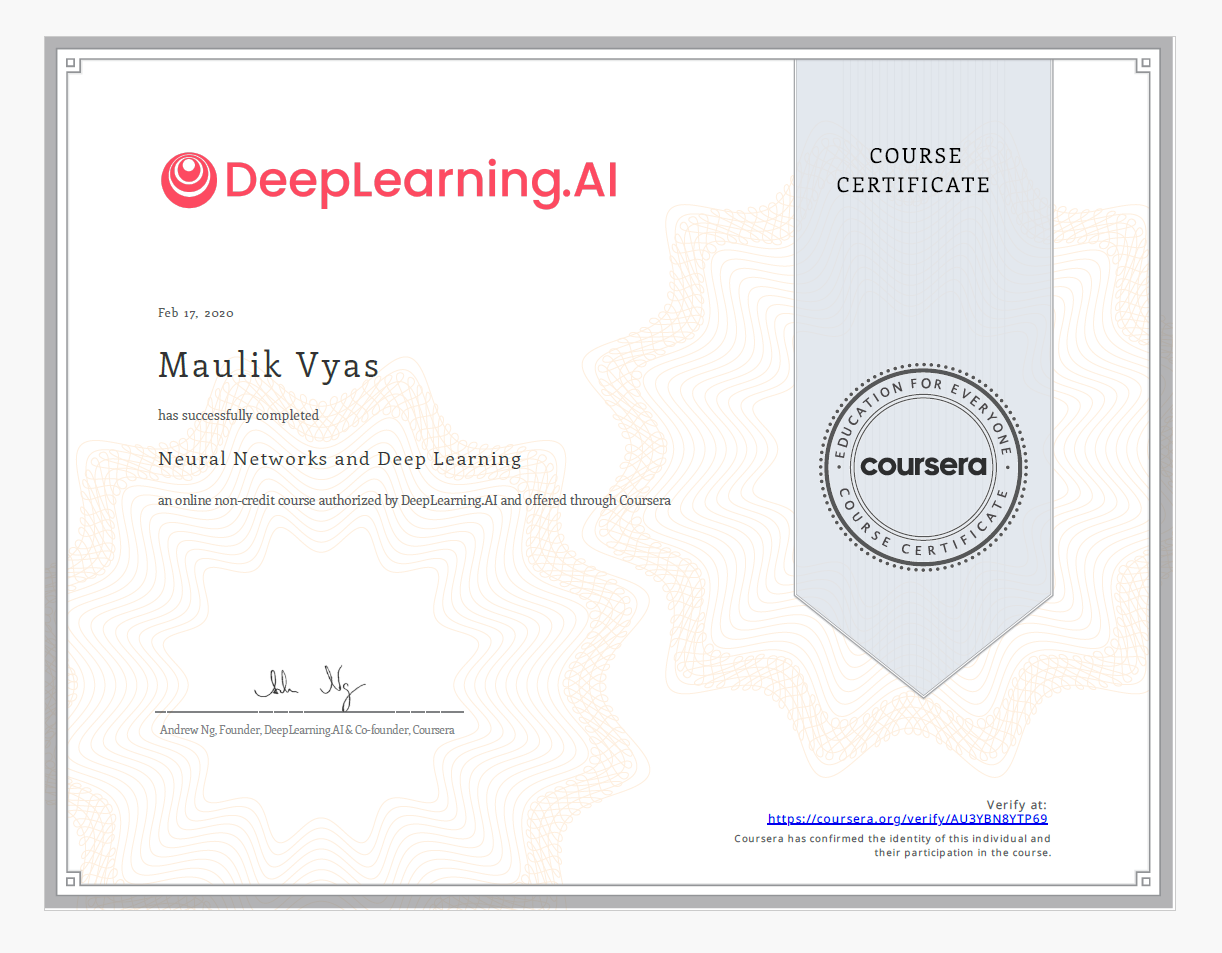 DeepLearning.AI
COURSE
CERTIFICATE
Feb 17, 2020
Maulik Vyas
has successfully completed
Neural Networks and Deep Learning
an online non-credit course authorized by DeepLearning.AI and offered through Coursera
EDUCATION FOR EVERYONE
coursera
COURSE CERTIFICATE
Andrew Ng, Founder, DeepLearning.AI & Co-founder, Coursera
Verify at:
https://coursera.org/verify/AU3YBN8YTP69
Coursera has confirmed the identity of this individual and
their participation in the course.